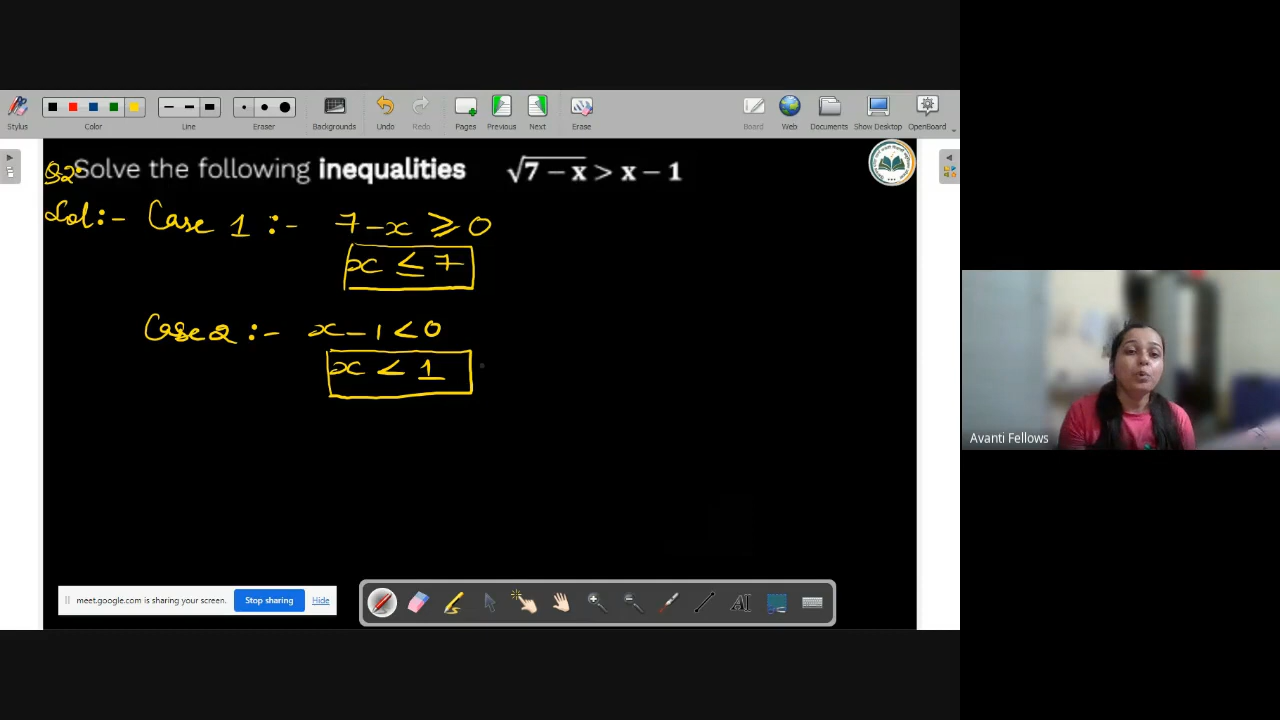 Stylus Color Line Eraser Backgrounds Undo Redo Pages Previous Next Erase Board Web Documents Show Desktop OpenBoard
Q2. Solve the following inequalities √7 − x > x − 1
Sol:- Case 1 :- 7-x ≥ 0
x ≤ 7
Case 2 :- x - 1 < 0
x < 1
Avanti Fellows
meet.google.com is sharing your screen. Stop sharing Hide